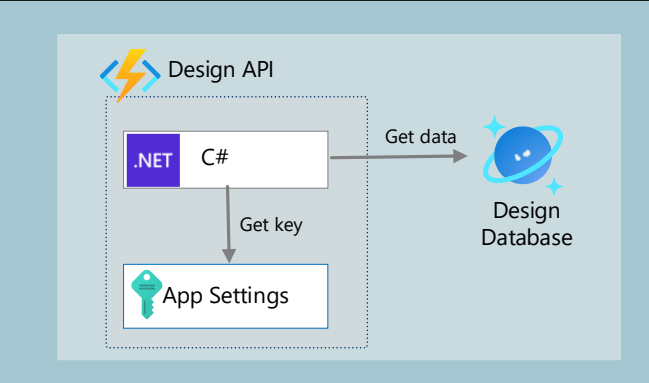 Design API
.NET
C#
Get data
Get key
App Settings
Design
Database